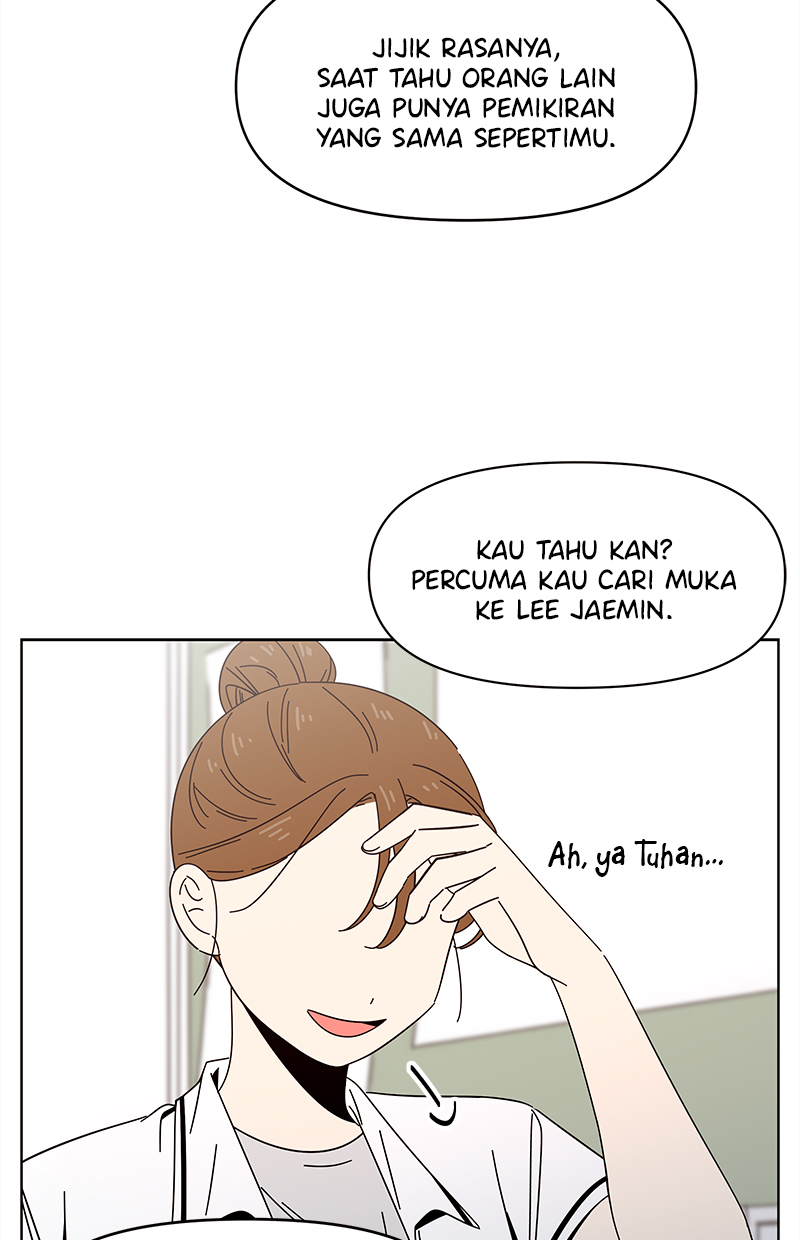 JIJIK RASANYA,
SAAT TAHU ORANG LAIN
JUGA PUNYA PEMIKIRAN
YANG SAMA SEPERTIMU.
KAU TAHU KAN?
PERCUMA KAU CARI MUKA
KE LEE JAEMIN.
Ah, ya Tuhan...